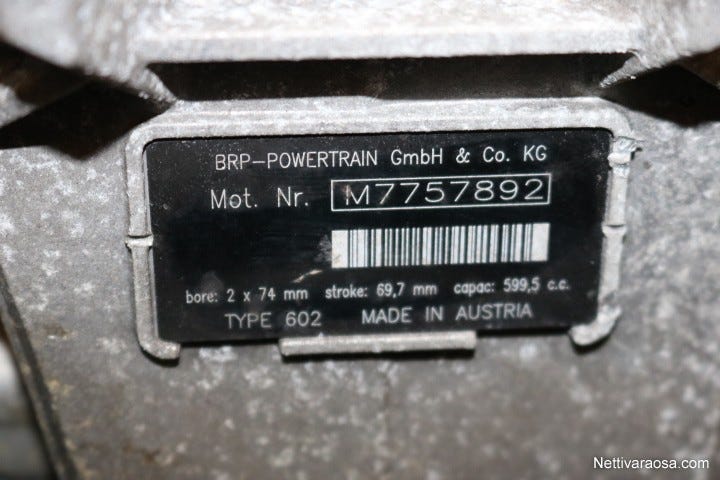 BRP-POWERTRAIN GmbH & Co. KG
Mot. Nr. M7757892
bore: 2 x 74 mm stroke: 69,7 mm capac: 599,5 c.c.
TYPE 602 MADE IN AUSTRIA
Nettivaraosa.com